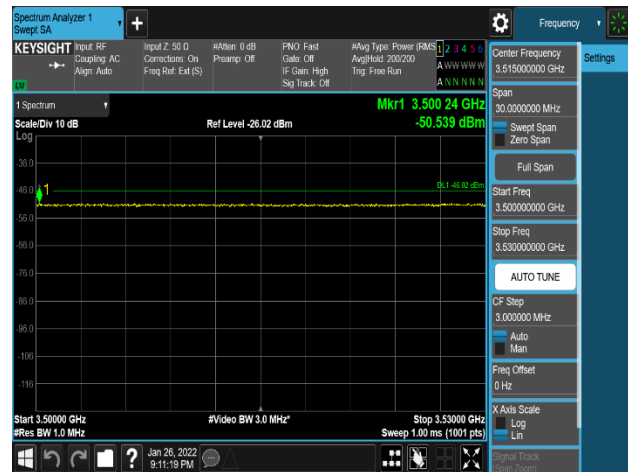 Spectrum Analyzer 1
Swept SA
Frequency
KEYSIGHT
Input: RF
Coupling: AC
Align: Auto
Input Z: 50 Ω
Corrections: On
Freq Ref: Ext (S)
#Atten: 0 dB
Preamp: Off
PNO: Fast
Gate: Off
IF Gain: High
Sig Track: Off
#Avg Type: Power (RMS
Avg|Hold: 200/200
Trig: Free Run
1 2 3 4 5 6
A W W W W W
A N N N N N
Settings
Center Frequency
3.515000000 GHz
Span
30.0000000 MHz
Swept Span
Zero Span
Full Span
Start Freq
3.500000000 GHz
Stop Freq
3.530000000 GHz
AUTO TUNE
CF Step
3.000000 MHz
Auto
Man
Freq Offset
0 Hz
X Axis Scale
Log
Lin
Signal Track
(Span Zoom)
1 Spectrum
Mkr1 3.500 24 GHz
Scale/Div 10 dB
Ref Level -26.02 dBm
-50.539 dBm
Log
-36.0
-46.0
1
DL1 -46.02 dBm
-56.0
-66.0
-76.0
-86.0
-96.0
-106
-116
Start 3.50000 GHz
#Video BW 3.0 MHz*
Stop 3.53000 GHz
#Res BW 1.0 MHz
Sweep 1.00 ms (1001 pts)
?
Jan 26, 2022
9:11:19 PM